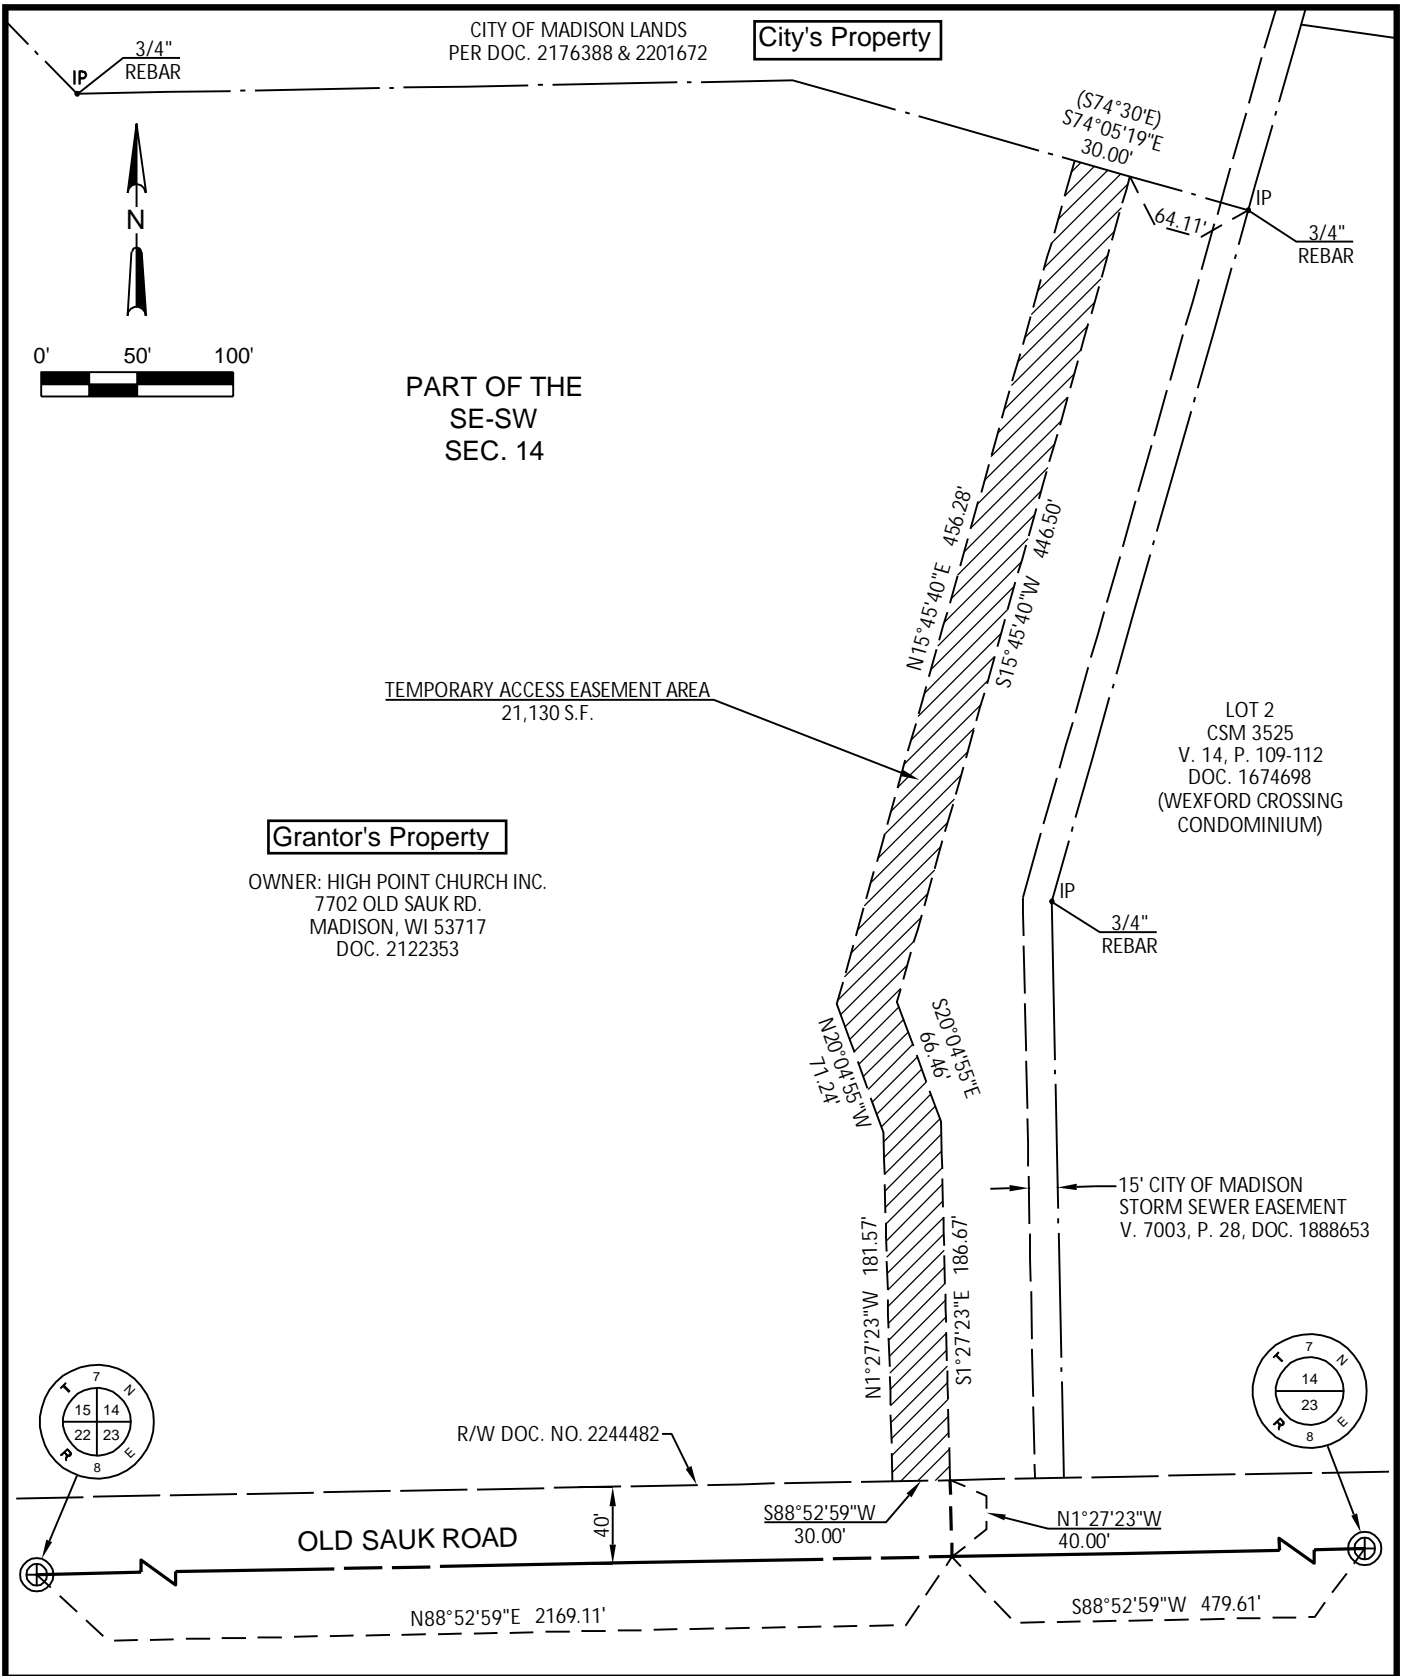 CITY OF MADISON LANDS
PER DOC. 2176388 & 2201672
City's Property
3/4"
REBAR
IP
(S74°30'E)
S74°05'19"E
30.00'
64.11'
IP
3/4"
REBAR
N
0' 50' 100'
PART OF THE
SE-SW
SEC. 14
N15°45'40"E 456.28'
S15°45'40"W 446.50'
TEMPORARY ACCESS EASEMENT AREA
21,130 S.F.
LOT 2
CSM 3525
V. 14, P. 109-112
DOC. 1674698
(WEXFORD CROSSING
CONDOMINIUM)
Grantor's Property
OWNER: HIGH POINT CHURCH INC.
7702 OLD SAUK RD.
MADISON, WI 53717
DOC. 2122353
IP
3/4"
REBAR
N20°04'55"W
71.24'
S20°04'55"E
66.46'
15' CITY OF MADISON
STORM SEWER EASEMENT
V. 7003, P. 28, DOC. 1888653
N1°27'23"W 181.57'
S1°27'23"E 186.67'
T 7 N
15 14
22 23
R 8 E
T 7 N
14
23
R 8 E
R/W DOC. NO. 2244482
OLD SAUK ROAD
40'
S88°52'59"W
30.00'
N1°27'23"W
40.00'
N88°52'59"E 2169.11'
S88°52'59"W 479.61'